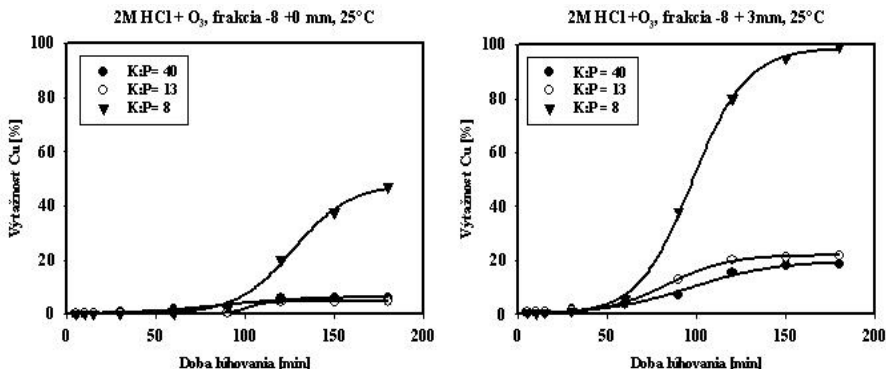 2M HCl + O3, frakcia -8 +0 mm, 25°C
100
80
60
40
20
0
Výťažnosť Cu [%]
K:P= 40
K:P= 13
K:P= 8
0 50 100 150 200
Doba lúhovania [min]
2M HCl +O3, frakcia -8 + 3mm, 25°C
100
80
60
40
20
0
Výťažnosť Cu [%]
K:P= 40
K:P= 13
K:P= 8
0 50 100 150 200
Doba lúhovania [min]